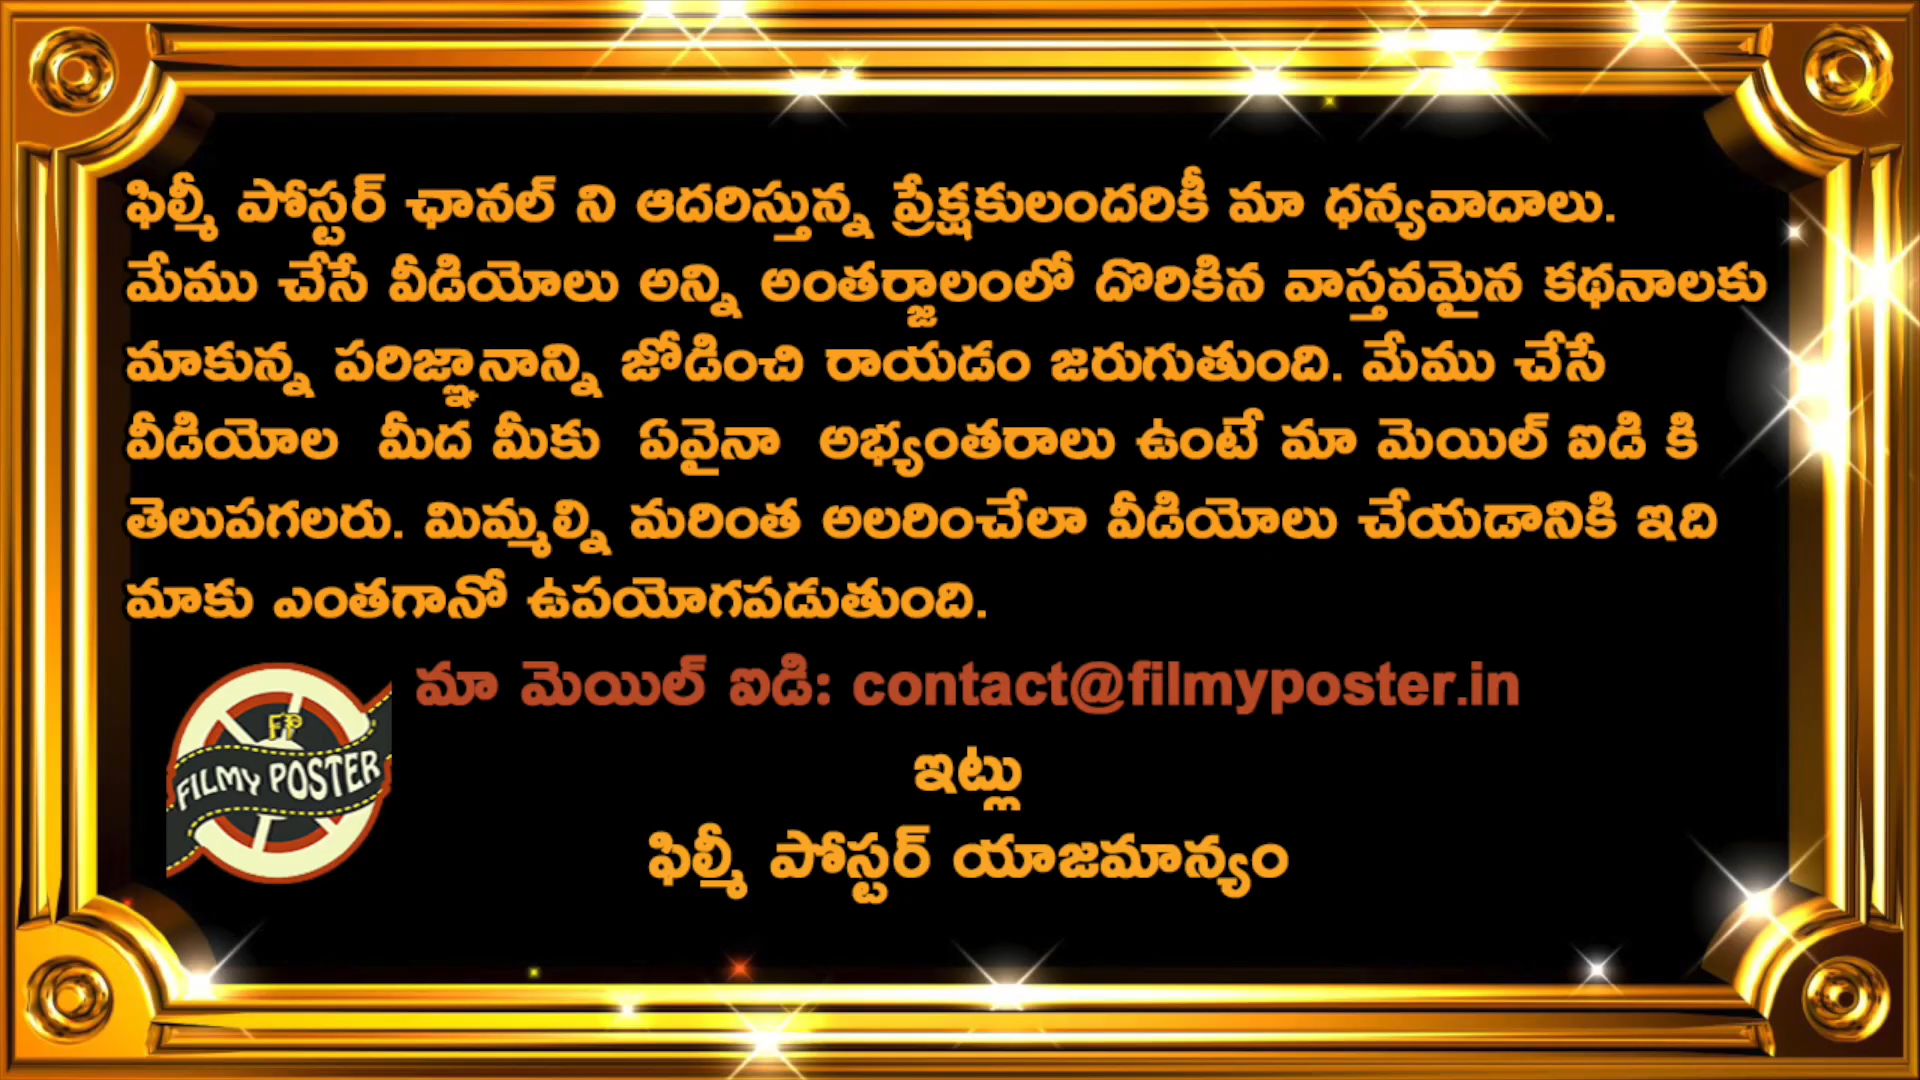 ఫిల్మీ పోస్టర్ ఛానల్ ని ఆదరిస్తున్న ప్రేక్షకులందరికీ మా ధన్యవాదాలు.
మేము చేసే వీడియోలు అన్ని అంతర్జాలంలో దొరికిన వాస్తవమైన కథనాలకు
మాకున్న పరిజ్ఞానాన్ని జోడించి రాయడం జరుగుతుంది. మేము చేసే
వీడియోల మీద మీకు ఏవైనా అభ్యంతరాలు ఉంటే మా మెయిల్ ఐడి కి
తెలుపగలరు. మిమ్మల్ని మరింత అలరించేలా వీడియోలు చేయడానికి ఇది
మాకు ఎంతగానో ఉపయోగపడుతుంది.
మా మెయిల్ ఐడి: contact@filmyposter.in
FP
FILMY POSTER
ఇట్లు
ఫిల్మీ పోస్టర్ యాజమాన్యం